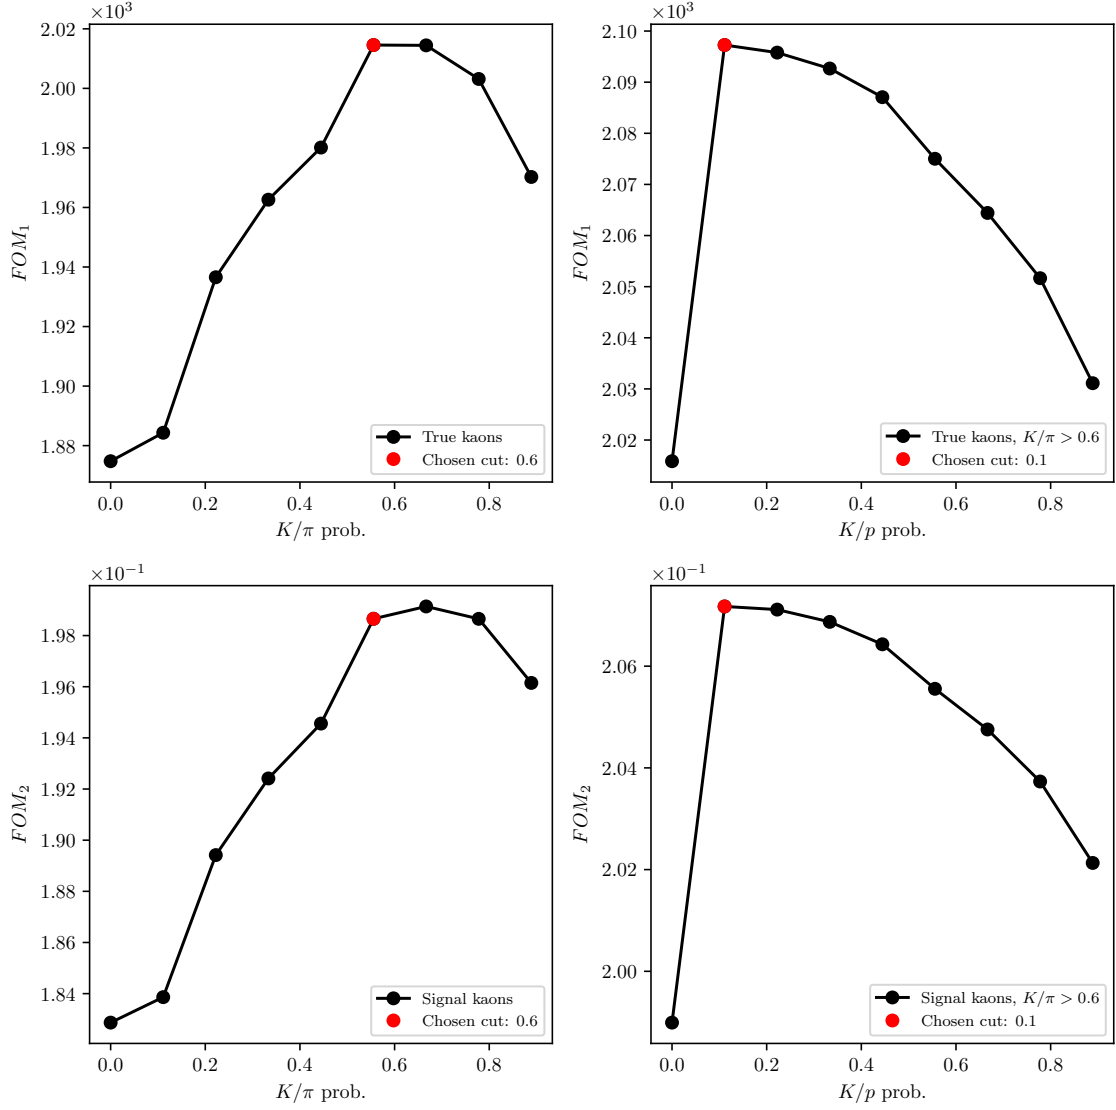 ×10³
2.02
2.00
1.98
1.96
1.94
1.92
1.90
1.88
FOM₁
0.0 0.2 0.4 0.6 0.8
K/π prob.
True kaons
Chosen cut: 0.6
×10³
2.10
2.09
2.08
2.07
2.06
2.05
2.04
2.03
2.02
FOM₁
0.0 0.2 0.4 0.6 0.8
K/p prob.
True kaons, K/π > 0.6
Chosen cut: 0.1
×10⁻¹
1.98
1.96
1.94
1.92
1.90
1.88
1.86
1.84
FOM₂
0.0 0.2 0.4 0.6 0.8
K/π prob.
Signal kaons
Chosen cut: 0.6
×10⁻¹
2.06
2.04
2.02
2.00
FOM₂
0.0 0.2 0.4 0.6 0.8
K/p prob.
Signal kaons, K/π > 0.6
Chosen cut: 0.1